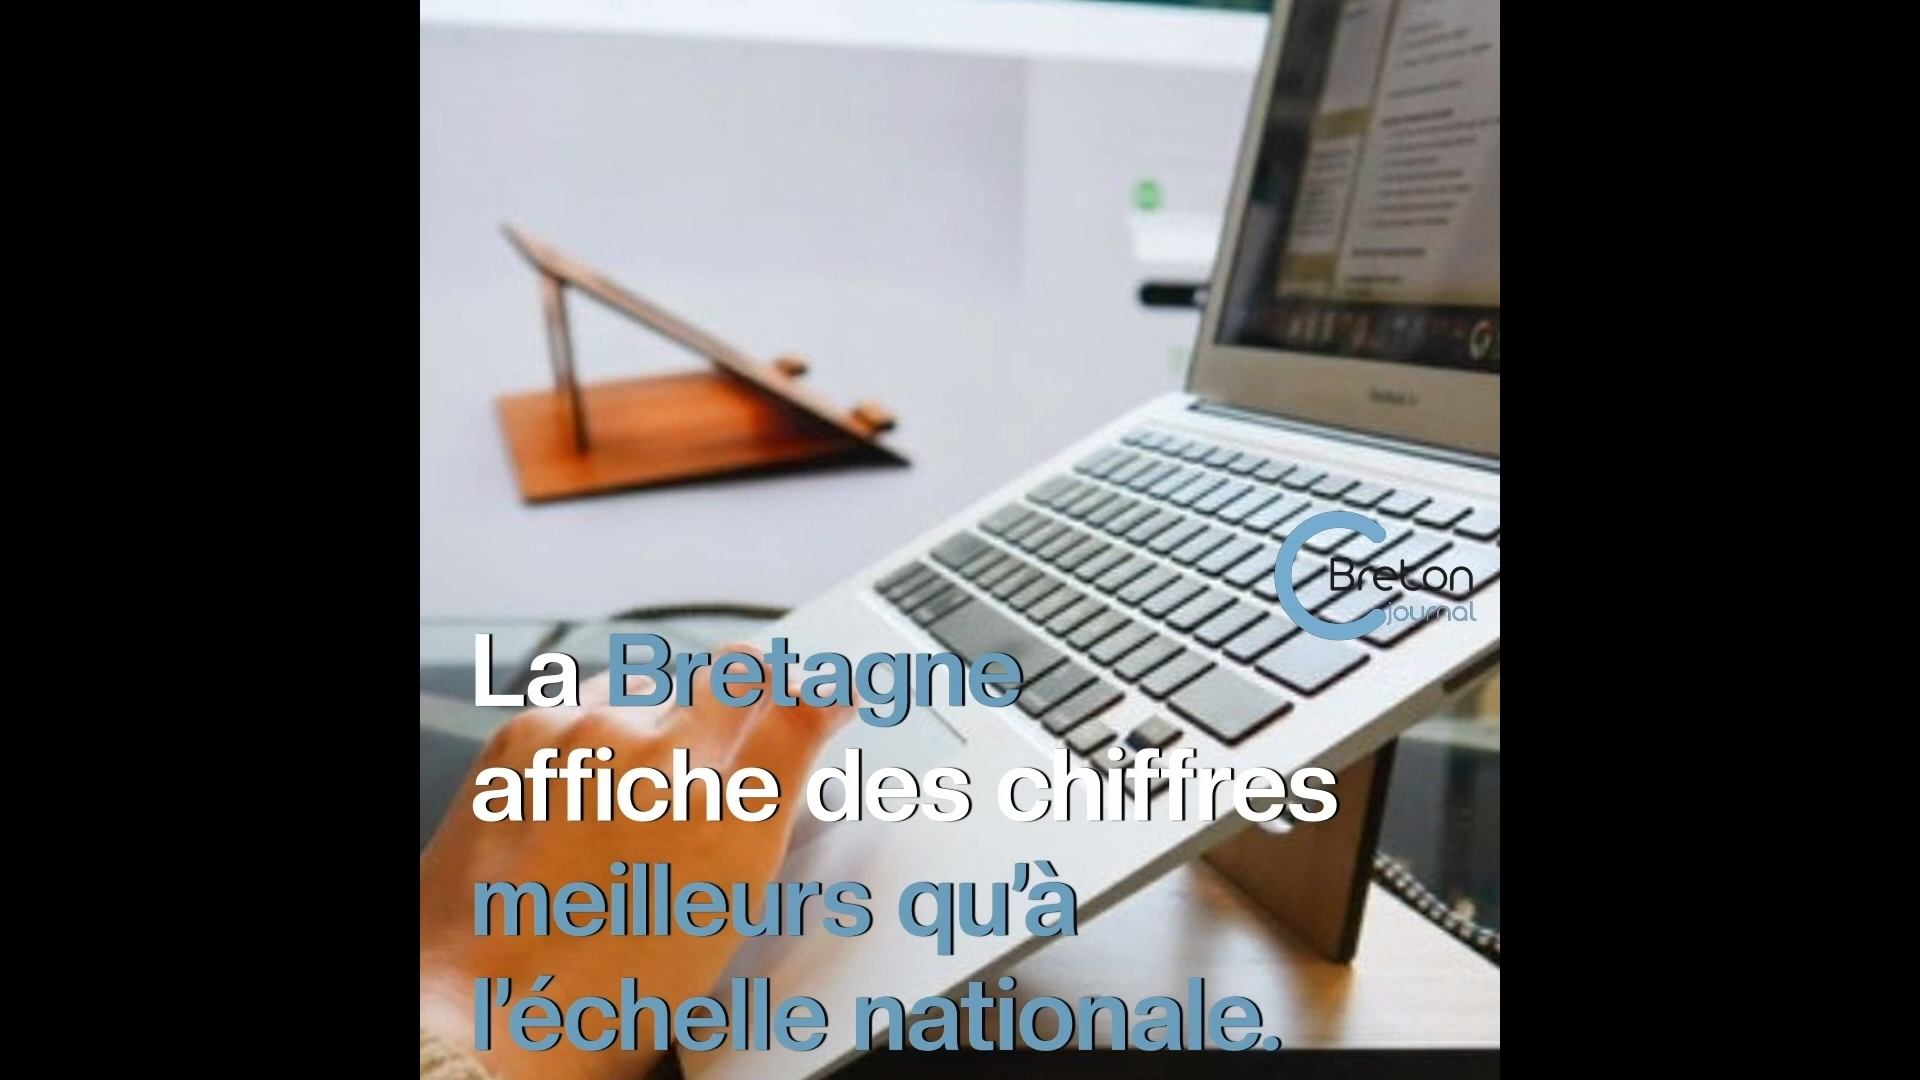 Breton
journal
La Bretagne
affiche des chiffres
meilleurs qu'à
l'échelle nationale.